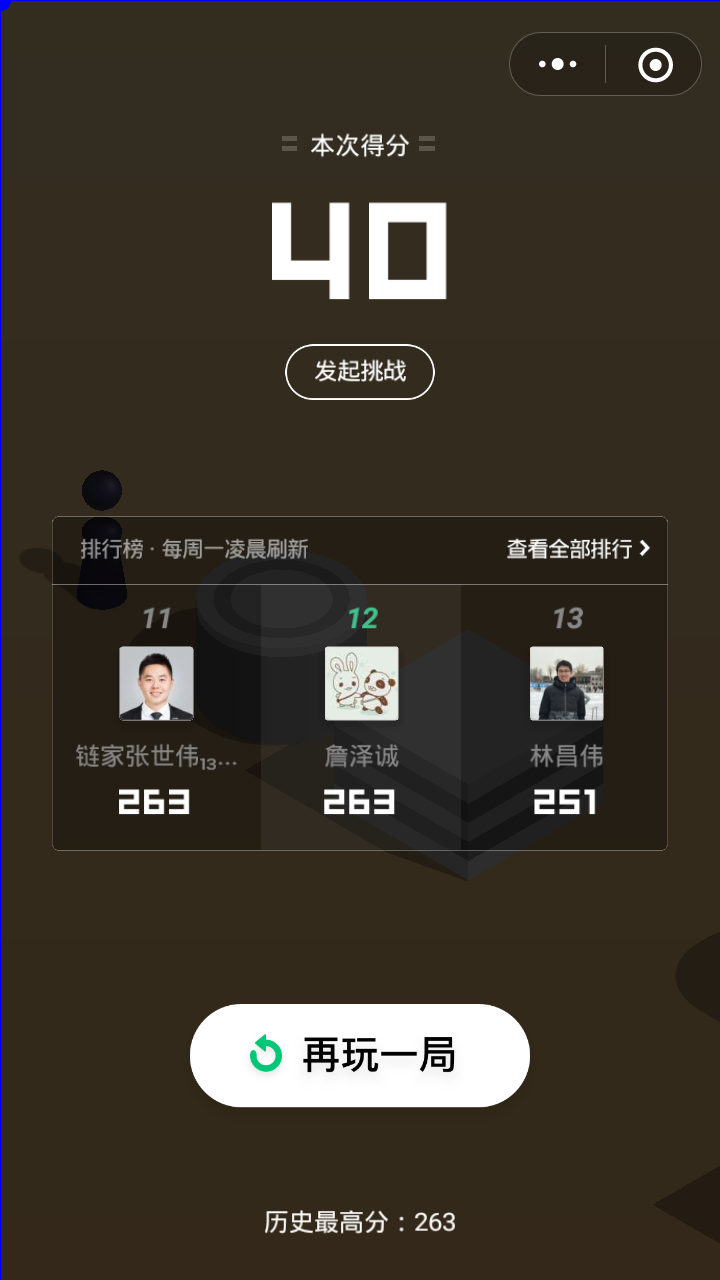 本次得分
40
发起挑战
排行榜 · 每周一凌晨刷新 查看全部排行
11 12 13
链家张世伟13... 詹泽诚 林昌伟
263 263 251
再玩一局
历史最高分：263